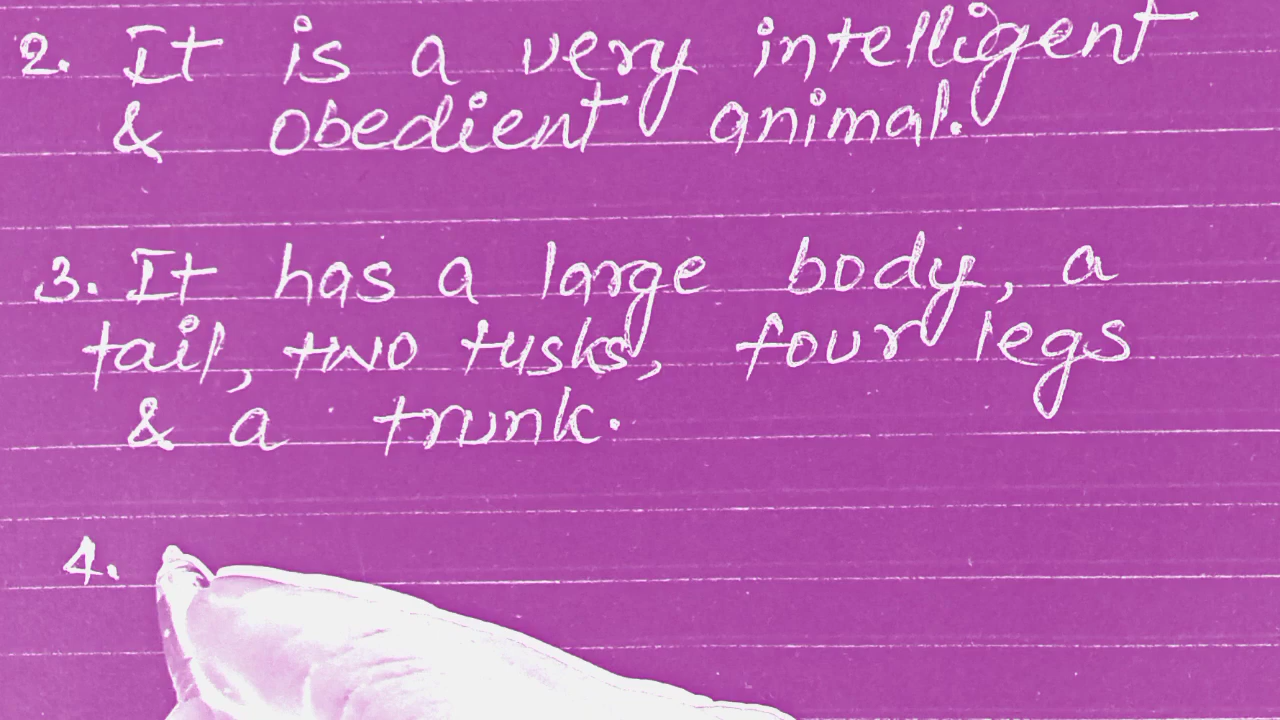 2. It is a very intelligent
& obedient animal.
3. It has a large body, a
tail, two tusks, four legs
& a trunk.
4.